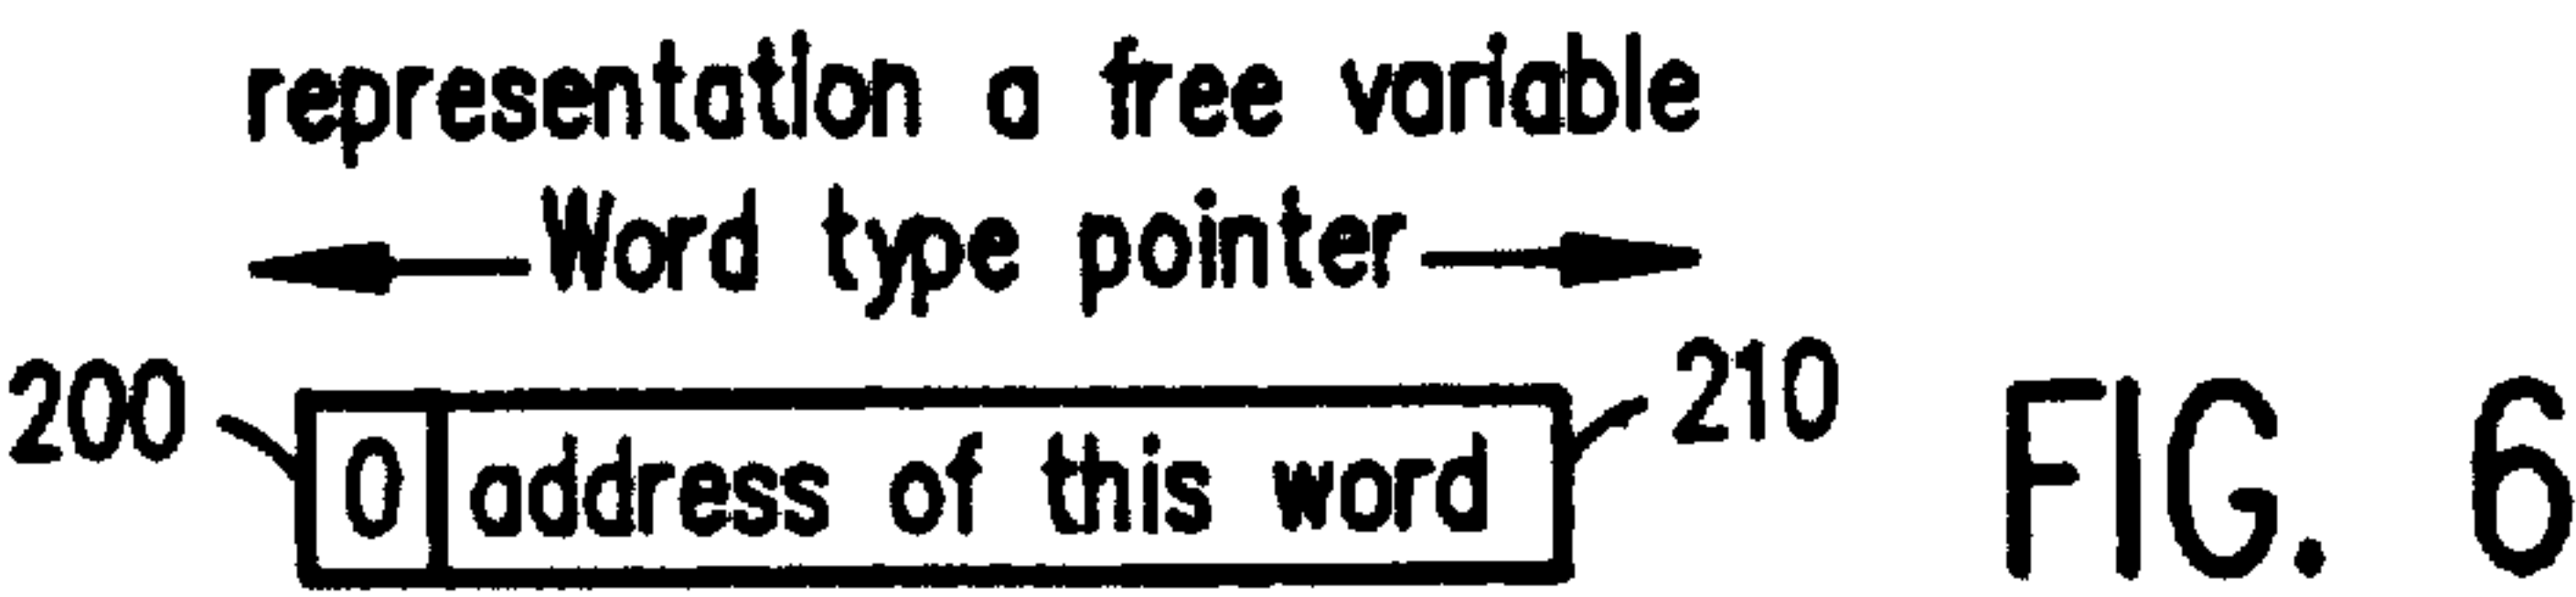 representation a free variable
Word type pointer
200 0 address of this word 210
FIG. 6